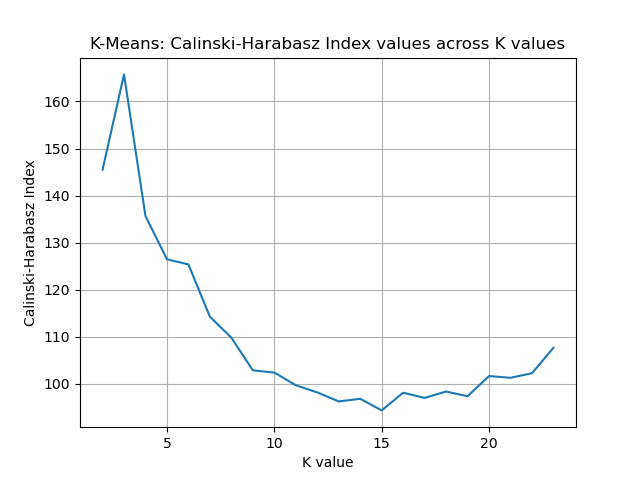 K-Means: Calinski-Harabasz Index values across K values
160
150
140
130
120
110
100
Calinski-Harabasz Index
5 10 15 20
K value